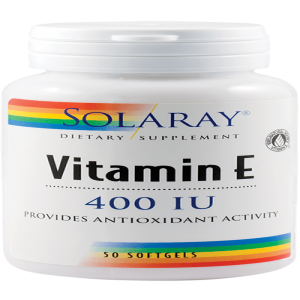 SOLARAY®
DIETARY SUPPLEMENT
Vitamin E
400 IU
PROVIDES ANTIOXIDANT ACTIVITY
50 SOFTGELS